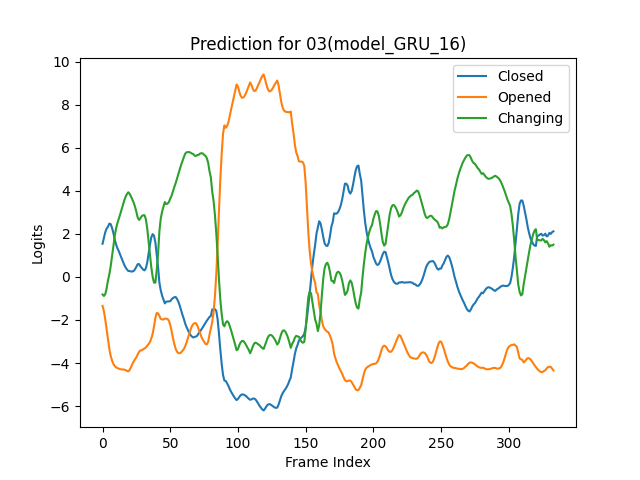 Prediction for 03(model_GRU_16)
Closed
Opened
Changing
Logits
10
8
6
4
2
0
−2
−4
−6
0 50 100 150 200 250 300
Frame Index